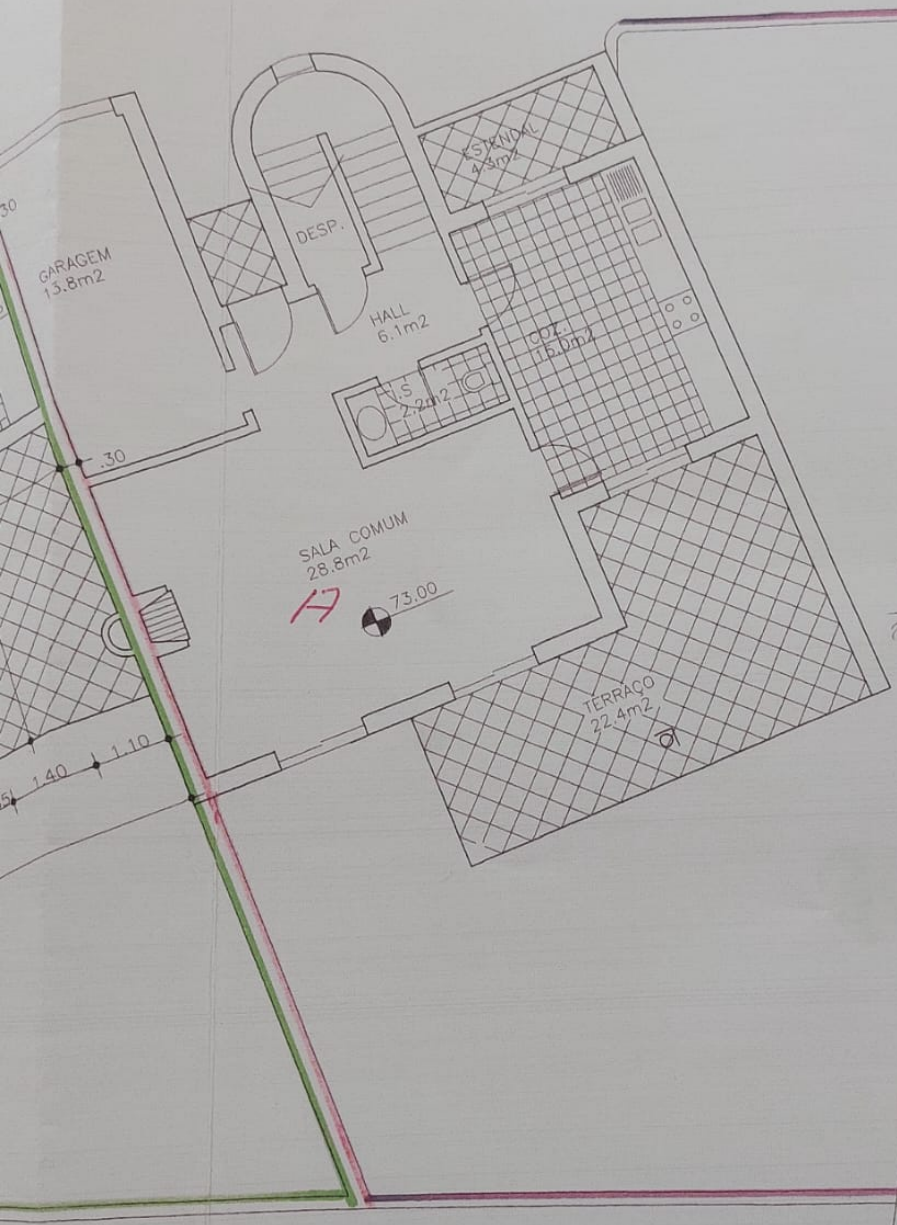 ESTENDAL
4.3m2
30
DESP.
GARAGEM
13.8m2
HALL
6.1m2
COZ.
15.0m2
I.S
2.2m2
.30
SALA COMUM
28.8m2
73.00
TERRAÇO
22.4m2
1.10
1.40